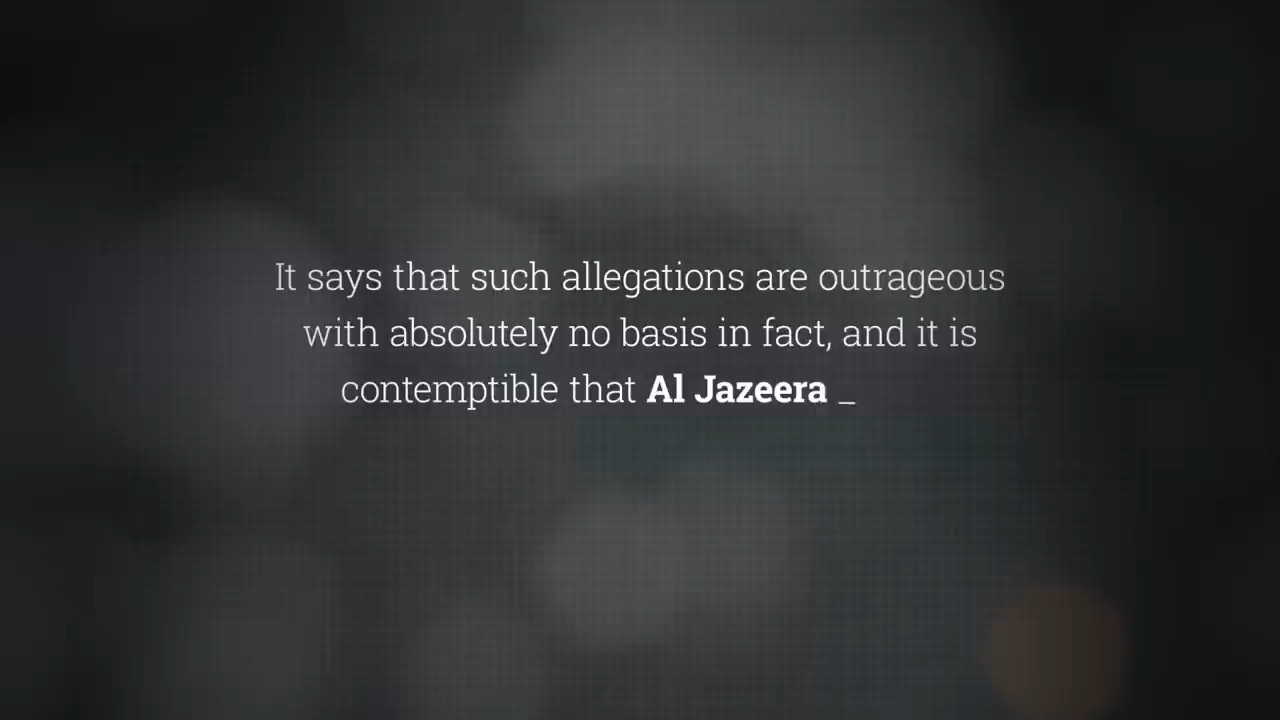 It says that such allegations are outrageous
with absolutely no basis in fact, and it is
contemptible that Al Jazeera _